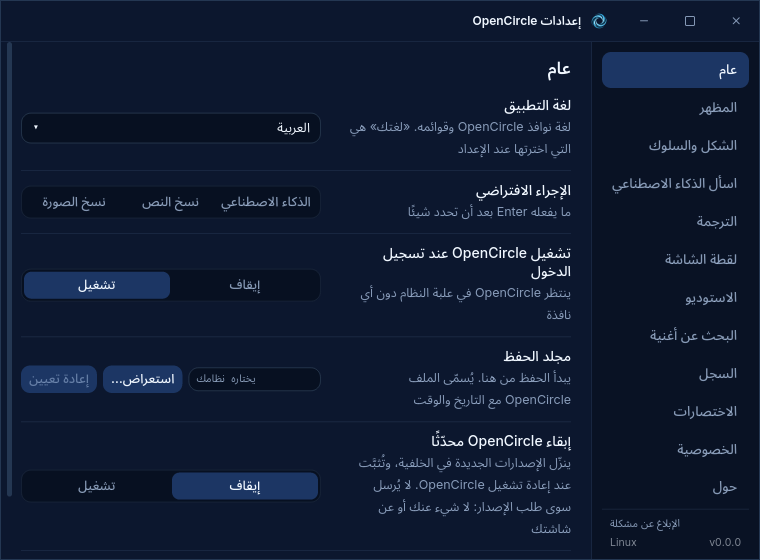 إعدادات OpenCircle
عام
المظهر
الشكل والسلوك
اسأل الذكاء الاصطناعي
الترجمة
لقطة الشاشة
الاستوديو
البحث عن أغنية
السجل
الاختصارات
الخصوصية
حول
الإبلاغ عن مشكلة
Linux v0.0.0
عام
لغة التطبيق
لغة نوافذ OpenCircle وقوائمه. «لغتك» هي
التي اخترتها عند الإعداد
العربية
الإجراء الافتراضي
ما يفعله Enter بعد أن تحدد شيئًا
الذكاء الاصطناعي نسخ النص نسخ الصورة
تشغيل OpenCircle عند تسجيل
الدخول
ينتظر OpenCircle في علبة النظام دون أي
نافذة
إيقاف تشغيل
مجلد الحفظ
يبدأ الحفظ من هنا. يُسمّى الملف
OpenCircle مع التاريخ والوقت
يختاره نظامك استعراض... إعادة تعيين
إبقاء OpenCircle محدّثًا
ينزّل الإصدارات الجديدة في الخلفية، وتُثبَّت
عند إعادة تشغيل OpenCircle. لا يُرسل
سوى طلب الإصدار: لا شيء عنك أو عن
شاشتك
إيقاف تشغيل